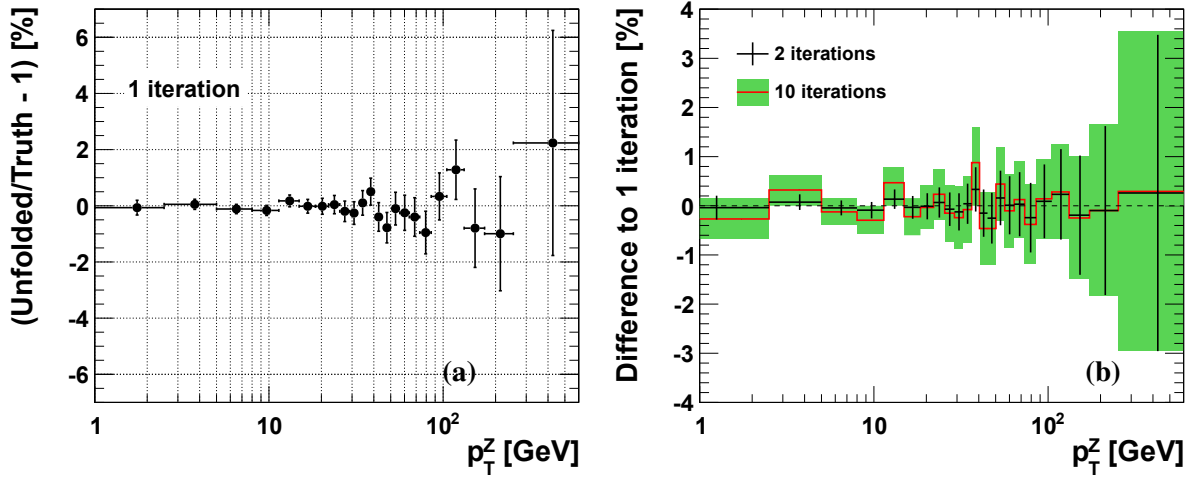 (Unfolded/Truth - 1) [%]
6
4
2
0
-2
-4
-6
1 iteration
(a)
1
10
10²
p_T^Z [GeV]
Difference to 1 iteration [%]
4
3
2
1
0
-1
-2
-3
-4
2 iterations
10 iterations
(b)
1
10
10²
p_T^Z [GeV]